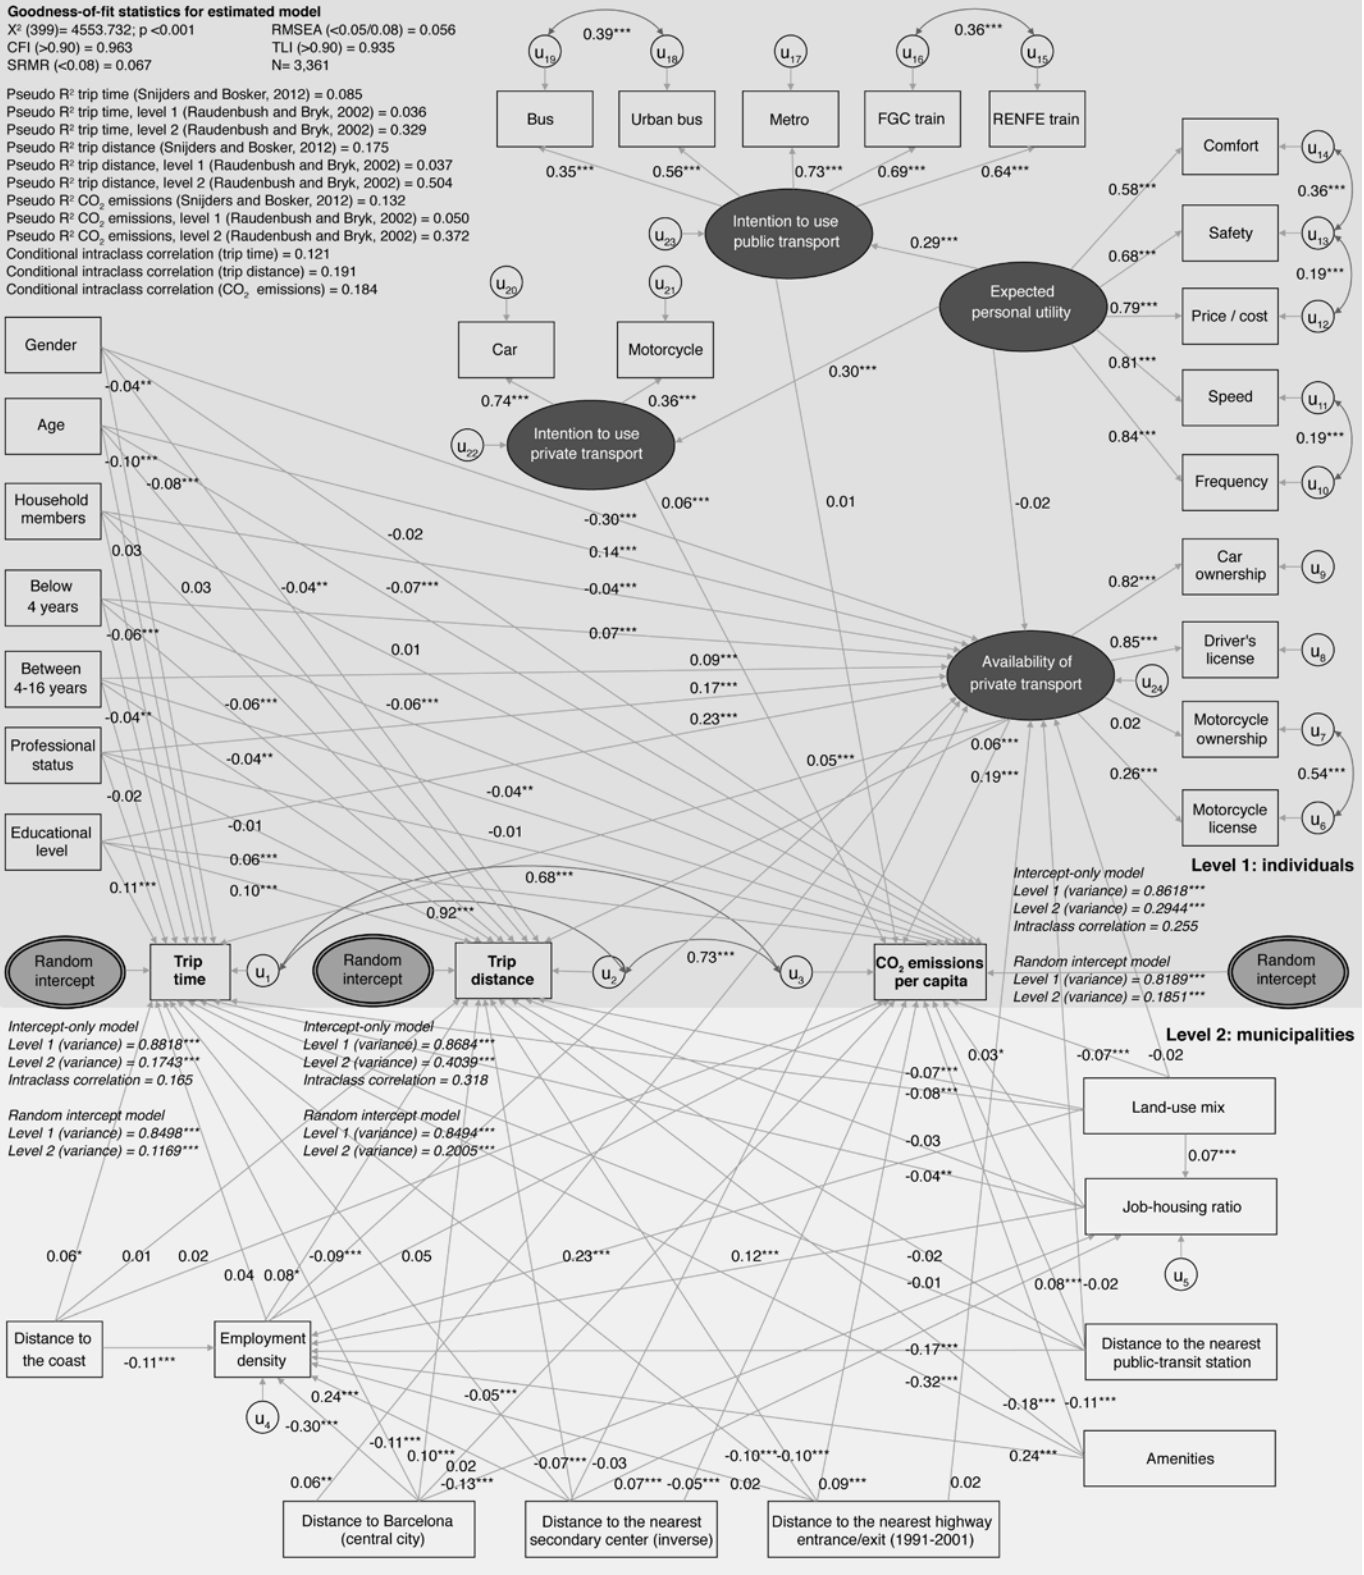 Goodness-of-fit statistics for estimated model
X² (399)= 4553.732; p <0.001
RMSEA (<0.05/0.08) = 0.056
CFI (>0.90) = 0.963
TLI (>0.90) = 0.935
SRMR (<0.08) = 0.067
N= 3,361
Pseudo R² trip time (Snijders and Bosker, 2012) = 0.085
Pseudo R² trip time, level 1 (Raudenbush and Bryk, 2002) = 0.036
Pseudo R² trip time, level 2 (Raudenbush and Bryk, 2002) = 0.329
Pseudo R² trip distance (Snijders and Bosker, 2012) = 0.175
Pseudo R² trip distance, level 1 (Raudenbush and Bryk, 2002) = 0.037
Pseudo R² trip distance, level 2 (Raudenbush and Bryk, 2002) = 0.504
Pseudo R² CO₂ emissions (Snijders and Bosker, 2012) = 0.132
Pseudo R² CO₂ emissions, level 1 (Raudenbush and Bryk, 2002) = 0.050
Pseudo R² CO₂ emissions, level 2 (Raudenbush and Bryk, 2002) = 0.372
Conditional intraclass correlation (trip time) = 0.121
Conditional intraclass correlation (trip distance) = 0.191
Conditional intraclass correlation (CO₂ emissions) = 0.184
0.39***
0.36***
u₁₉
u₁₈
u₁₇
u₁₆
u₁₅
Bus
Urban bus
Metro
FGC train
RENFE train
0.35***
0.56***
0.73***
0.69***
0.64***
Intention to use
public transport
u₂₃
0.29***
Expected
personal utility
0.58***
0.68***
0.79***
0.81***
0.84***
Comfort
u₁₄
0.36***
Safety
u₁₃
0.19***
Price / cost
u₁₂
Speed
u₁₁
0.19***
Frequency
u₁₀
u₂₀
u₂₁
Car
Motorcycle
0.74***
0.36***
Intention to use
private transport
u₂₂
0.30***
0.06***
0.01
-0.02
Gender
-0.04**
Age
-0.10***
-0.08***
Household
members
0.03
Below
4 years
-0.06***
Between
4-16 years
-0.04**
Professional
status
-0.02
Educational
level
0.11***
-0.30***
-0.02
0.14***
0.03
-0.04**
-0.07***
-0.04***
0.07***
0.01
0.09***
0.17***
-0.06***
-0.06***
0.23***
-0.04**
0.05***
-0.04**
-0.01
-0.01
0.06***
0.10***
0.68***
0.92***
0.73***
Availability of
private transport
u₂₄
0.06***
0.19***
0.82***
0.85***
0.02
0.26***
Car
ownership
u₉
Driver's
license
u₈
Motorcycle
ownership
u₇
0.54***
Motorcycle
license
u₆
Level 1: individuals
Intercept-only model
Level 1 (variance) = 0.8618***
Level 2 (variance) = 0.2944***
Intraclass correlation = 0.255
Random intercept model
Level 1 (variance) = 0.8189***
Level 2 (variance) = 0.1851***
Random
intercept
Trip
time
u₁
Random
intercept
Trip
distance
u₂
u₃
CO₂ emissions
per capita
Random
intercept
Level 2: municipalities
Intercept-only model
Level 1 (variance) = 0.8818***
Level 2 (variance) = 0.1743***
Intraclass correlation = 0.165
Random intercept model
Level 1 (variance) = 0.8498***
Level 2 (variance) = 0.1169***
Intercept-only model
Level 1 (variance) = 0.8684***
Level 2 (variance) = 0.4039***
Intraclass correlation = 0.318
Random intercept model
Level 1 (variance) = 0.8494***
Level 2 (variance) = 0.2005***
0.03*
-0.07***
-0.02
-0.07***
-0.08***
-0.03
-0.04**
Land-use mix
0.07***
Job-housing ratio
u₅
0.06*
0.01
0.02
-0.09***
0.05
0.23***
0.12***
-0.02
0.04
0.08*
-0.01
0.08***
-0.02
Distance to
the coast
-0.11***
Employment
density
u₄
-0.17***
-0.32***
Distance to the nearest
public-transit station
0.24***
-0.05***
-0.18***
-0.11***
-0.30***
-0.11***
0.10***
0.02
-0.13***
0.06**
-0.07***
-0.03
0.07***
-0.05***
-0.10***
-0.10***
0.02
0.09***
0.24***
0.02
Amenities
Distance to Barcelona
(central city)
Distance to the nearest
secondary center (inverse)
Distance to the nearest highway
entrance/exit (1991-2001)